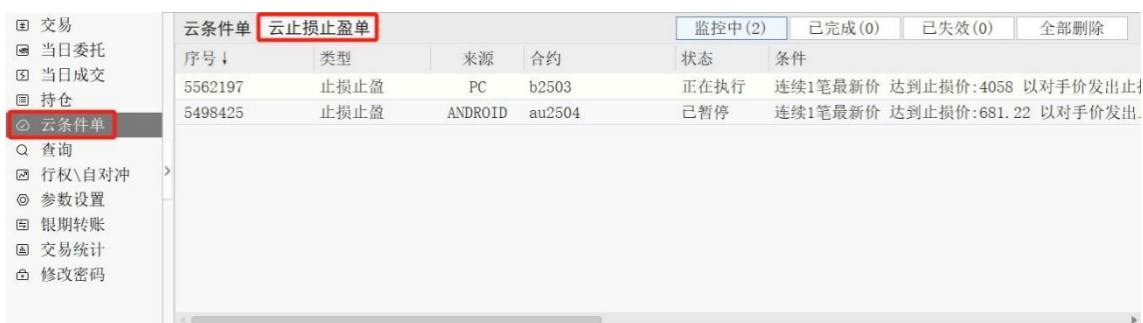 交易
当日委托
当日成交
持仓
云条件单
查询
行权\自对冲
参数设置
银期转账
交易统计
修改密码
云条件单 云止损止盈单 监控中(2) 已完成(0) 已失效(0) 全部删除
序号↓ 类型 来源 合约 状态 条件
5562197 止损止盈 PC b2503 正在执行 连续1笔最新价 达到止损价:4058 以对手价发出止
5498425 止损止盈 ANDROID au2504 已暂停 连续1笔最新价 达到止损价:681.22 以对手价发出